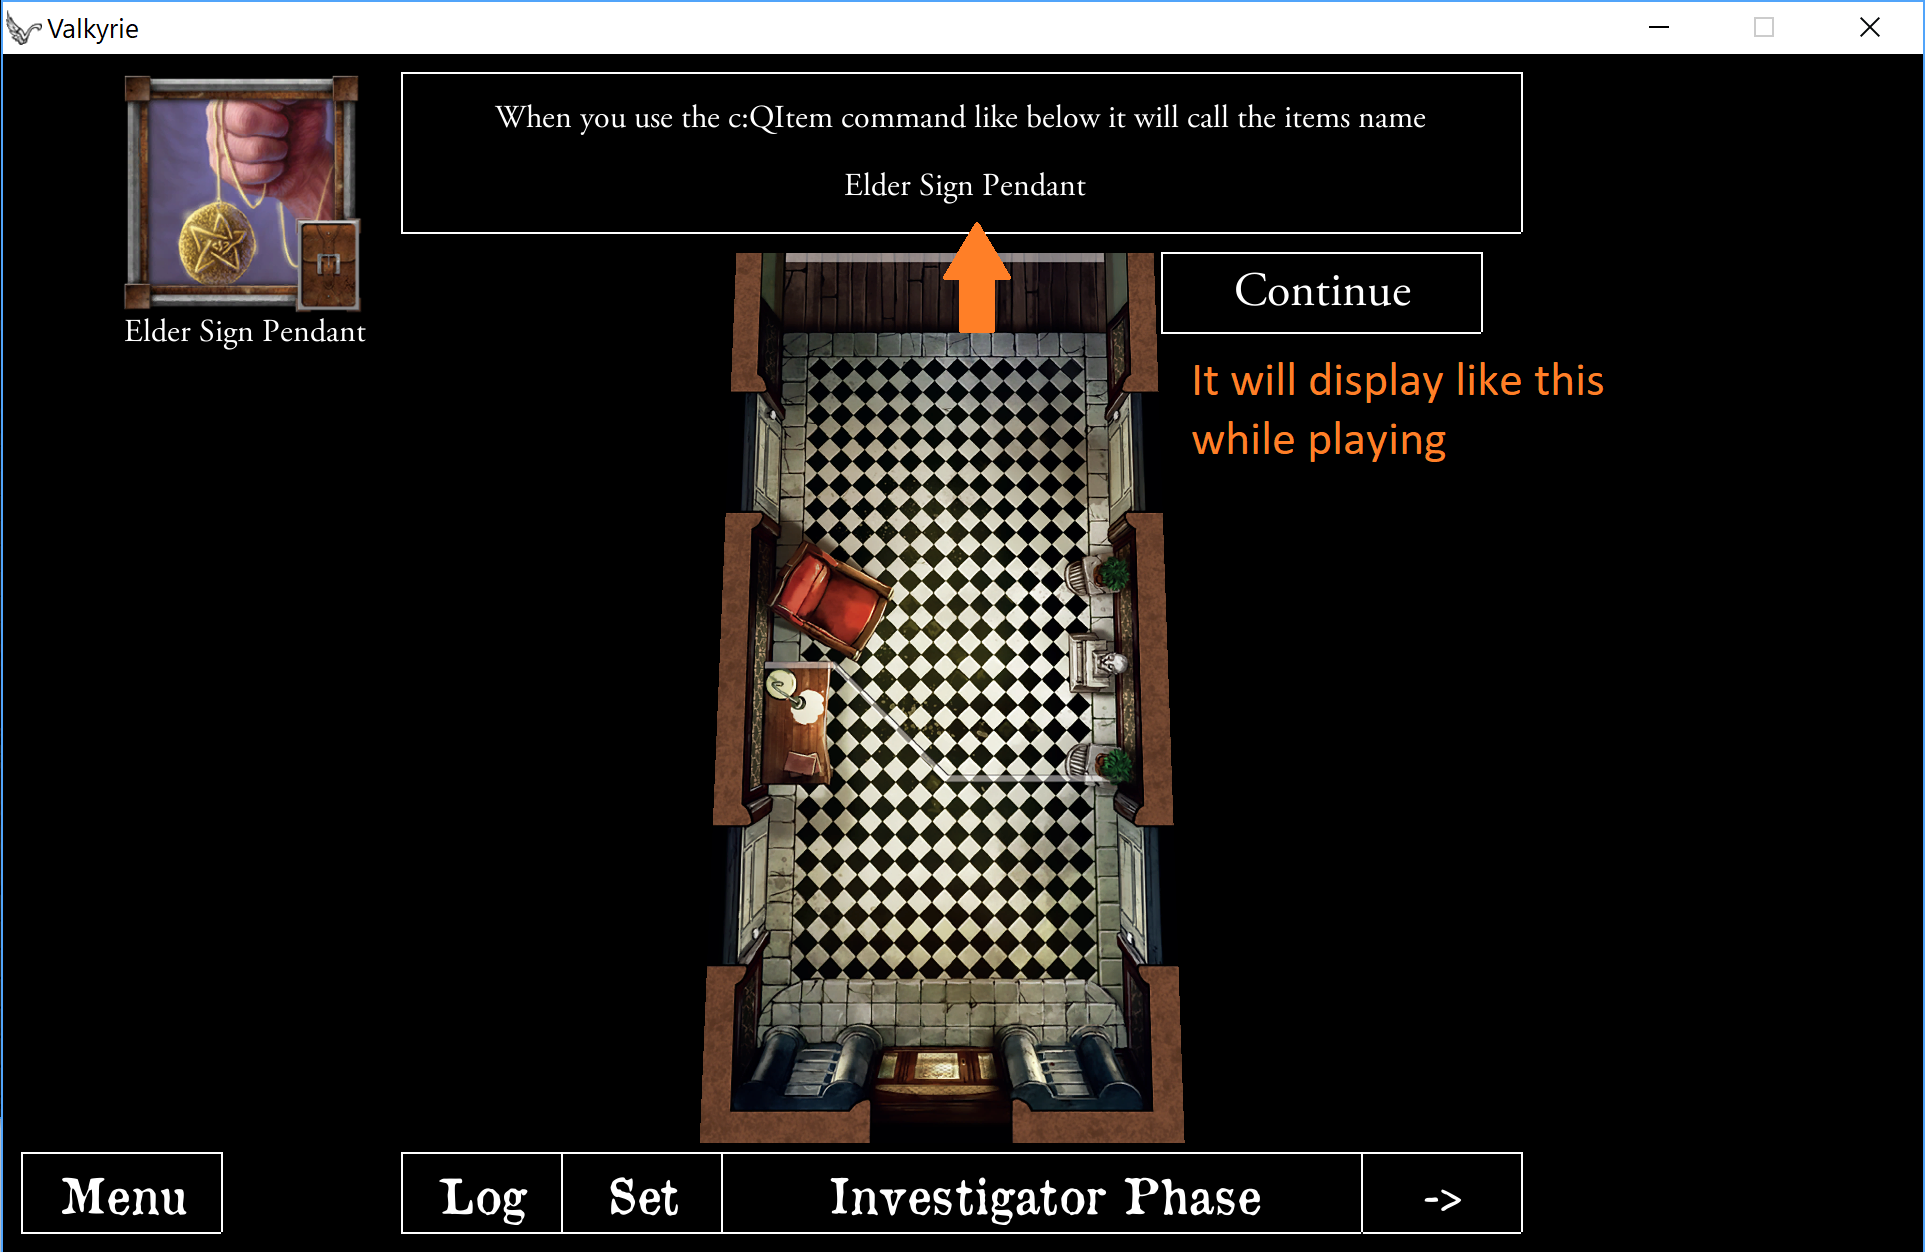 Valkyrie
When you use the c:QItem command like below it will call the items name
Elder Sign Pendant
Elder Sign Pendant
Continue
It will display like this
while playing
Menu
Log
Set
Investigator Phase
->